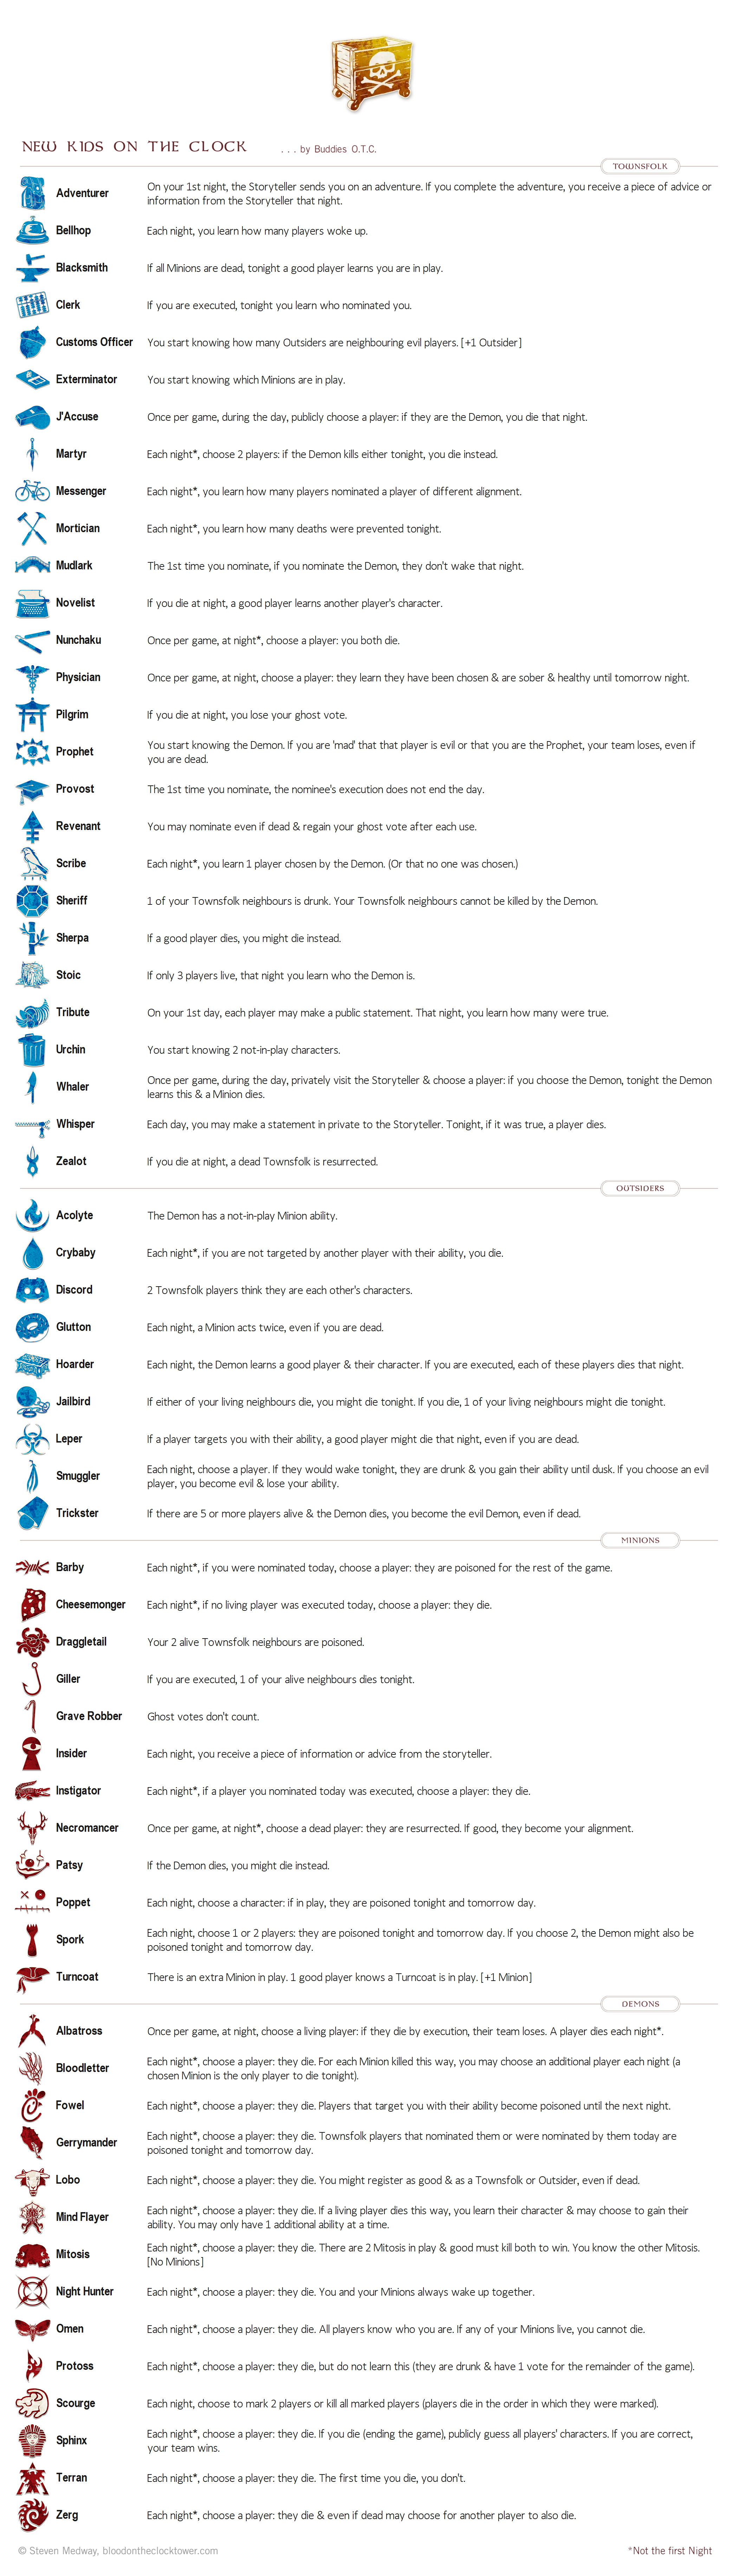 NEW KIDS ON THE CLOCK
. . . by Buddies O.T.C.
TOWNSFOLK
Adventurer
On your 1st night, the Storyteller sends you on an adventure. If you complete the adventure, you receive a piece of advice or
information from the Storyteller that night.
Bellhop
Each night, you learn how many players woke up.
Blacksmith
If all Minions are dead, tonight a good player learns you are in play.
Clerk
If you are executed, tonight you learn who nominated you.
Customs Officer
You start knowing how many Outsiders are neighbouring evil players. [+1 Outsider]
Exterminator
You start knowing which Minions are in play.
J'Accuse
Once per game, during the day, publicly choose a player: if they are the Demon, you die that night.
Martyr
Each night*, choose 2 players: if the Demon kills either tonight, you die instead.
Messenger
Each night*, you learn how many players nominated a player of different alignment.
Mortician
Each night*, you learn how many deaths were prevented tonight.
Mudlark
The 1st time you nominate, if you nominate the Demon, they don't wake that night.
Novelist
If you die at night, a good player learns another player's character.
Nunchaku
Once per game, at night*, choose a player: you both die.
Physician
Once per game, at night, choose a player: they learn they have been chosen & are sober & healthy until tomorrow night.
Pilgrim
If you die at night, you lose your ghost vote.
Prophet
You start knowing the Demon. If you are 'mad' that that player is evil or that you are the Prophet, your team loses, even if
you are dead.
Provost
The 1st time you nominate, the nominee's execution does not end the day.
Revenant
You may nominate even if dead & regain your ghost vote after each use.
Scribe
Each night*, you learn 1 player chosen by the Demon. (Or that no one was chosen.)
Sheriff
1 of your Townsfolk neighbours is drunk. Your Townsfolk neighbours cannot be killed by the Demon.
Sherpa
If a good player dies, you might die instead.
Stoic
If only 3 players live, that night you learn who the Demon is.
Tribute
On your 1st day, each player may make a public statement. That night, you learn how many were true.
Urchin
You start knowing 2 not-in-play characters.
Whaler
Once per game, during the day, privately visit the Storyteller & choose a player: if you choose the Demon, tonight the Demon
learns this & a Minion dies.
Whisper
Each day, you may make a statement in private to the Storyteller. Tonight, if it was true, a player dies.
Zealot
If you die at night, a dead Townsfolk is resurrected.
OUTSIDERS
Acolyte
The Demon has a not-in-play Minion ability.
Crybaby
Each night*, if you are not targeted by another player with their ability, you die.
Discord
2 Townsfolk players think they are each other's characters.
Glutton
Each night, a Minion acts twice, even if you are dead.
Hoarder
Each night, the Demon learns a good player & their character. If you are executed, each of these players dies that night.
Jailbird
If either of your living neighbours die, you might die tonight. If you die, 1 of your living neighbours might die tonight.
Leper
If a player targets you with their ability, a good player might die that night, even if you are dead.
Smuggler
Each night, choose a player. If they would wake tonight, they are drunk & you gain their ability until dusk. If you choose an evil
player, you become evil & lose your ability.
Trickster
If there are 5 or more players alive & the Demon dies, you become the evil Demon, even if dead.
MINIONS
Barby
Each night*, if you were nominated today, choose a player: they are poisoned for the rest of the game.
Cheesemonger
Each night*, if no living player was executed today, choose a player: they die.
Draggletail
Your 2 alive Townsfolk neighbours are poisoned.
Giller
If you are executed, 1 of your alive neighbours dies tonight.
Grave Robber
Ghost votes don't count.
Insider
Each night, you receive a piece of information or advice from the storyteller.
Instigator
Each night*, if a player you nominated today was executed, choose a player: they die.
Necromancer
Once per game, at night*, choose a dead player: they are resurrected. If good, they become your alignment.
Patsy
If the Demon dies, you might die instead.
Poppet
Each night, choose a character: if in play, they are poisoned tonight and tomorrow day.
Spork
Each night, choose 1 or 2 players: they are poisoned tonight and tomorrow day. If you choose 2, the Demon might also be
poisoned tonight and tomorrow day.
Turncoat
There is an extra Minion in play. 1 good player knows a Turncoat is in play. [+1 Minion]
DEMONS
Albatross
Once per game, at night, choose a living player: if they die by execution, their team loses. A player dies each night*.
Bloodletter
Each night*, choose a player: they die. For each Minion killed this way, you may choose an additional player each night (a
chosen Minion is the only player to die tonight).
Fowel
Each night*, choose a player: they die. Players that target you with their ability become poisoned until the next night.
Gerrymander
Each night*, choose a player: they die. Townsfolk players that nominated them or were nominated by them today are
poisoned tonight and tomorrow day.
Lobo
Each night*, choose a player: they die. You might register as good & as a Townsfolk or Outsider, even if dead.
Mind Flayer
Each night*, choose a player: they die. If a living player dies this way, you learn their character & may choose to gain their
ability. You may only have 1 additional ability at a time.
Mitosis
Each night*, choose a player: they die. There are 2 Mitosis in play & good must kill both to win. You know the other Mitosis.
[No Minions]
Night Hunter
Each night*, choose a player: they die. You and your Minions always wake up together.
Omen
Each night*, choose a player: they die. All players know who you are. If any of your Minions live, you cannot die.
Protoss
Each night*, choose a player: they die, but do not learn this (they are drunk & have 1 vote for the remainder of the game).
Scourge
Each night, choose to mark 2 players or kill all marked players (players die in the order in which they were marked).
Sphinx
Each night*, choose a player: they die. If you die (ending the game), publicly guess all players' characters. If you are correct,
your team wins.
Terran
Each night*, choose a player: they die. The first time you die, you don't.
Zerg
Each night*, choose a player: they die & even if dead may choose for another player to also die.
© Steven Medway, bloodontheclocktower.com
*Not the first Night